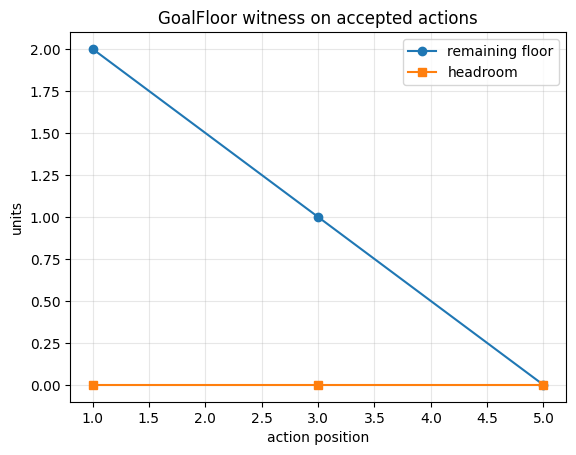 GoalFloor witness on accepted actions
remaining floor
headroom
units
2.00
1.75
1.50
1.25
1.00
0.75
0.50
0.25
0.00
1.0 1.5 2.0 2.5 3.0 3.5 4.0 4.5 5.0
action position